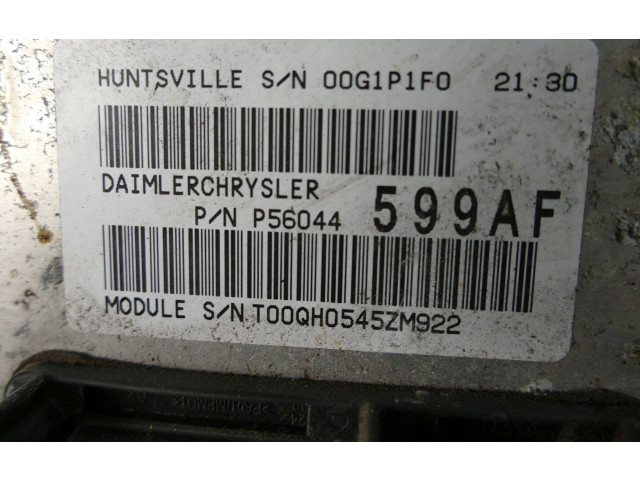 HUNTSVILLE S/N 00G1P1F0 21:30
DAIMLERCHRYSLER
P/N P56044 599AF
MODULE S/N T00QH0545ZM922